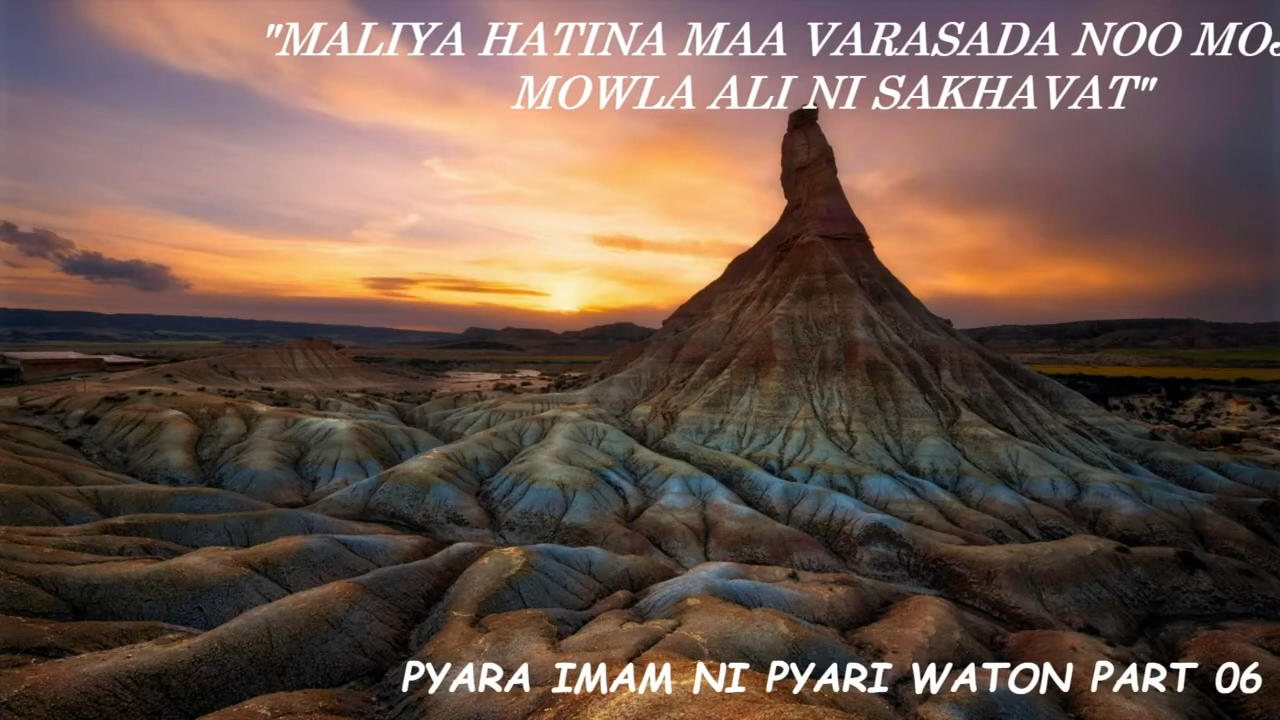 "MALIYA HATINA MAA VARASADA NOO
MOWLA ALI NI SAKHAVAT"
PYARA IMAM NI PYARI WATON PART 06